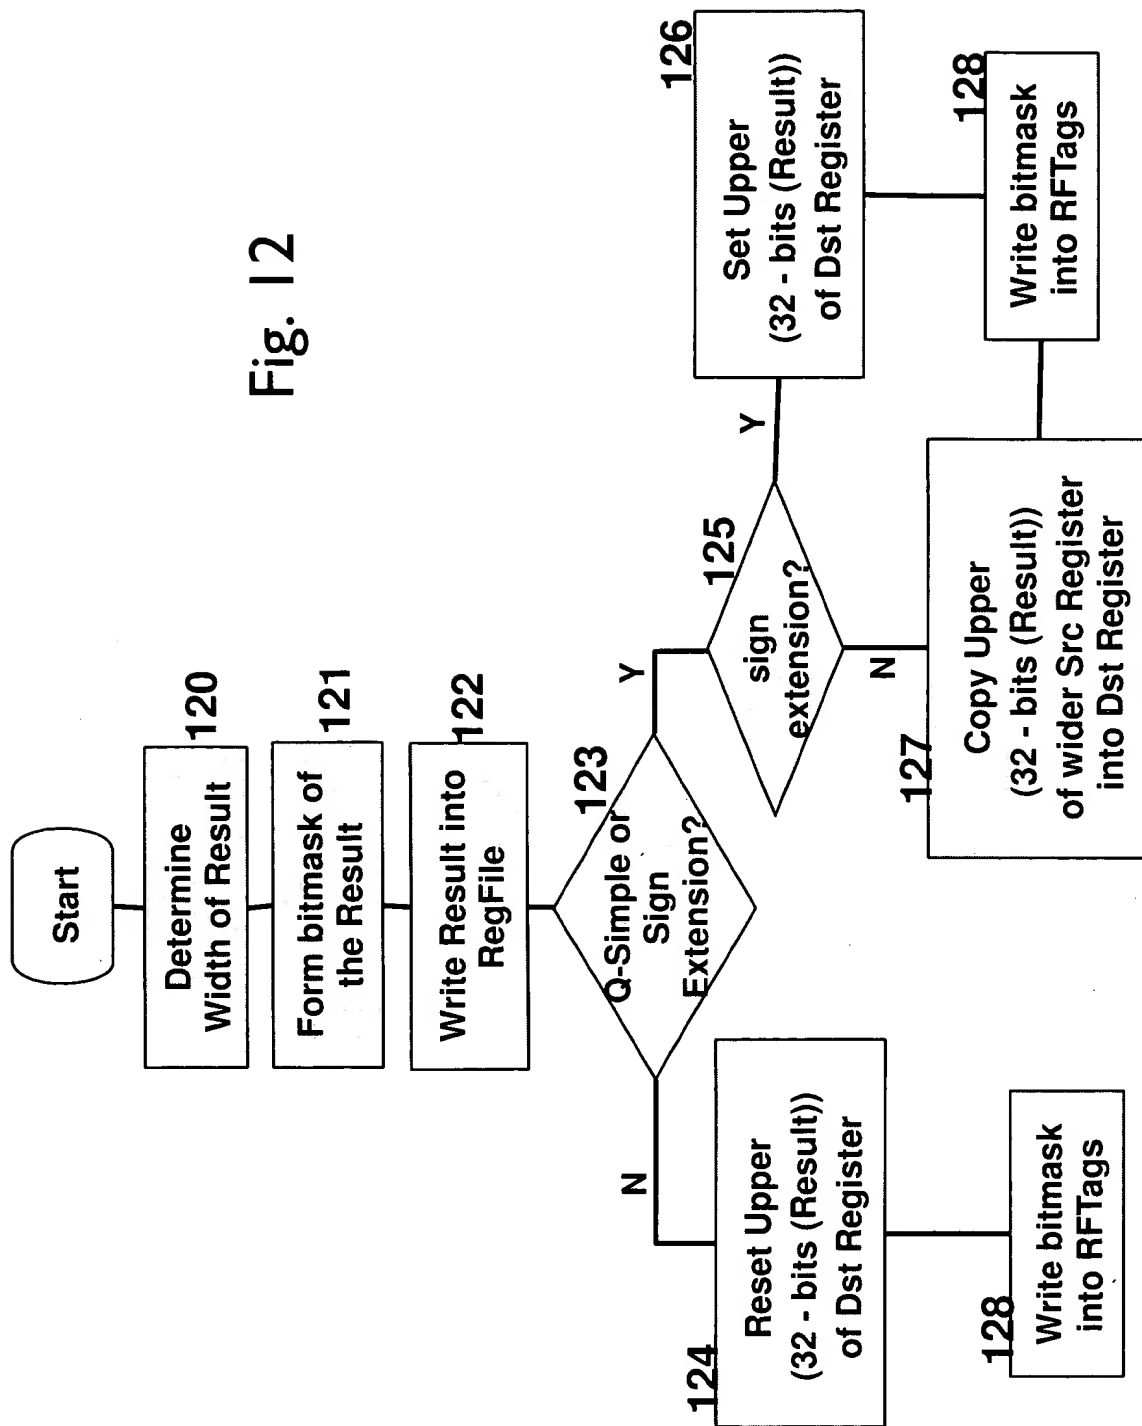 Fig. 12
Start
120
Determine
Width of Result
121
Form bitmask of
the Result
122
Write Result into
RegFile
123
Q-Simple or
Sign
Extension?
N
Y
124
Reset Upper
(32 - bits (Result))
of Dst Register
128
Write bitmask
into RFTags
125
sign
extension?
Y
N
126
Set Upper
(32 - bits (Result))
of Dst Register
127
Copy Upper
(32 - bits (Result))
of wider Src Register
into Dst Register
128
Write bitmask
into RFTags